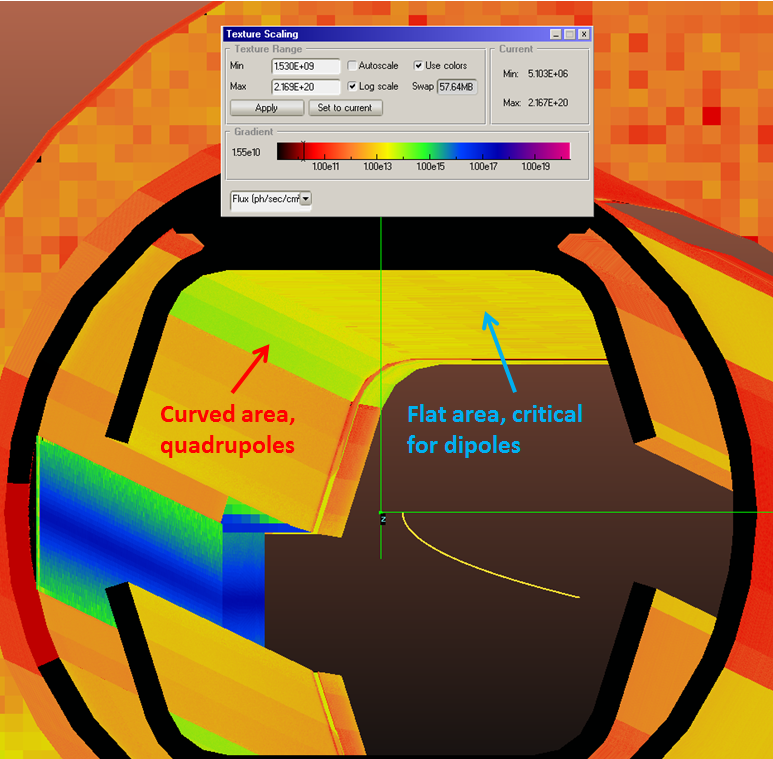 Texture Scaling
Texture Range
Min 1.530E+09 Autoscale Use colors
Max 2.169E+20 Log scale Swap 57.64MB
Apply Set to current
Current
Min: 5.103E+06
Max: 2.167E+20
Gradient
1.55e10
1.00e11 1.00e13 1.00e15 1.00e17 1.00e19
Flux (ph/sec/cm²
Curved area,
quadrupoles
Flat area, critical
for dipoles
z